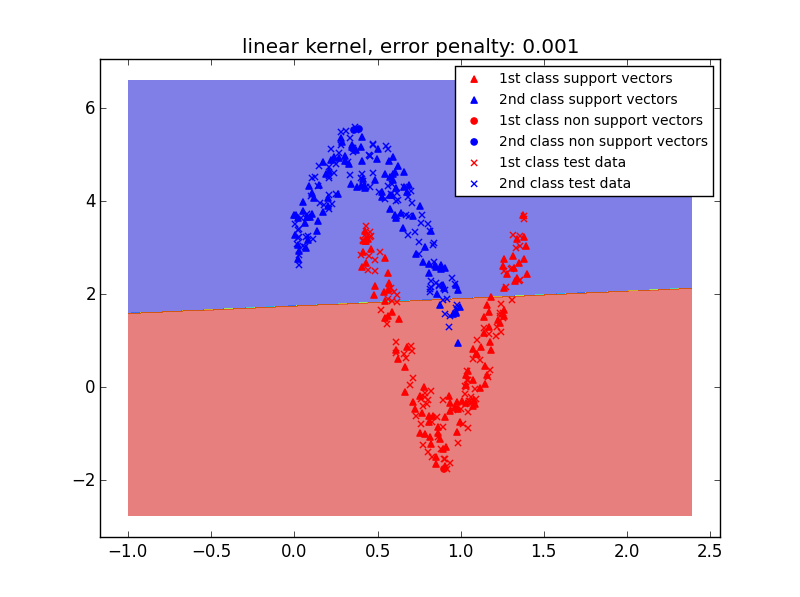 linear kernel, error penalty: 0.001
1st class support vectors
2nd class support vectors
1st class non support vectors
2nd class non support vectors
1st class test data
2nd class test data
6
4
2
0
−2
−1.0 −0.5 0.0 0.5 1.0 1.5 2.0 2.5